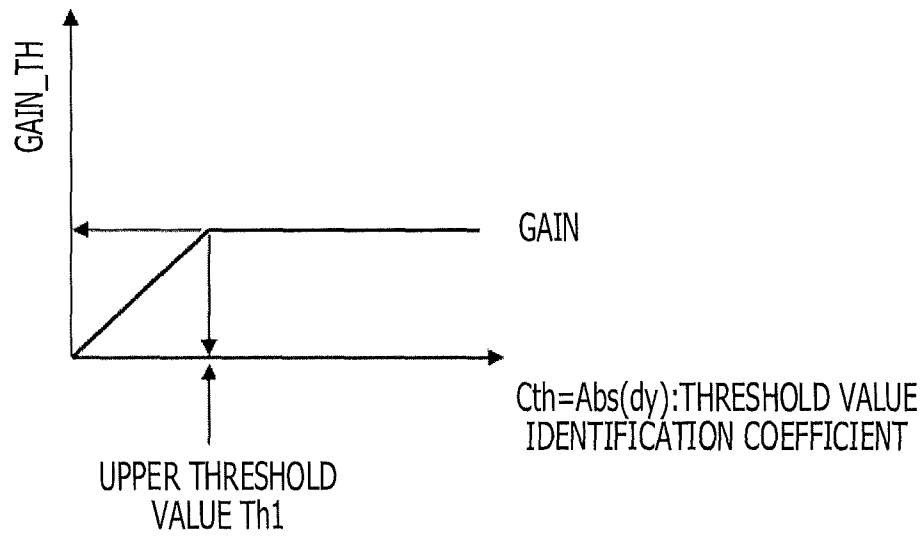 GAIN_TH
GAIN
Cth=Abs(dy):THRESHOLD VALUE
IDENTIFICATION COEFFICIENT
UPPER THRESHOLD
VALUE Th1